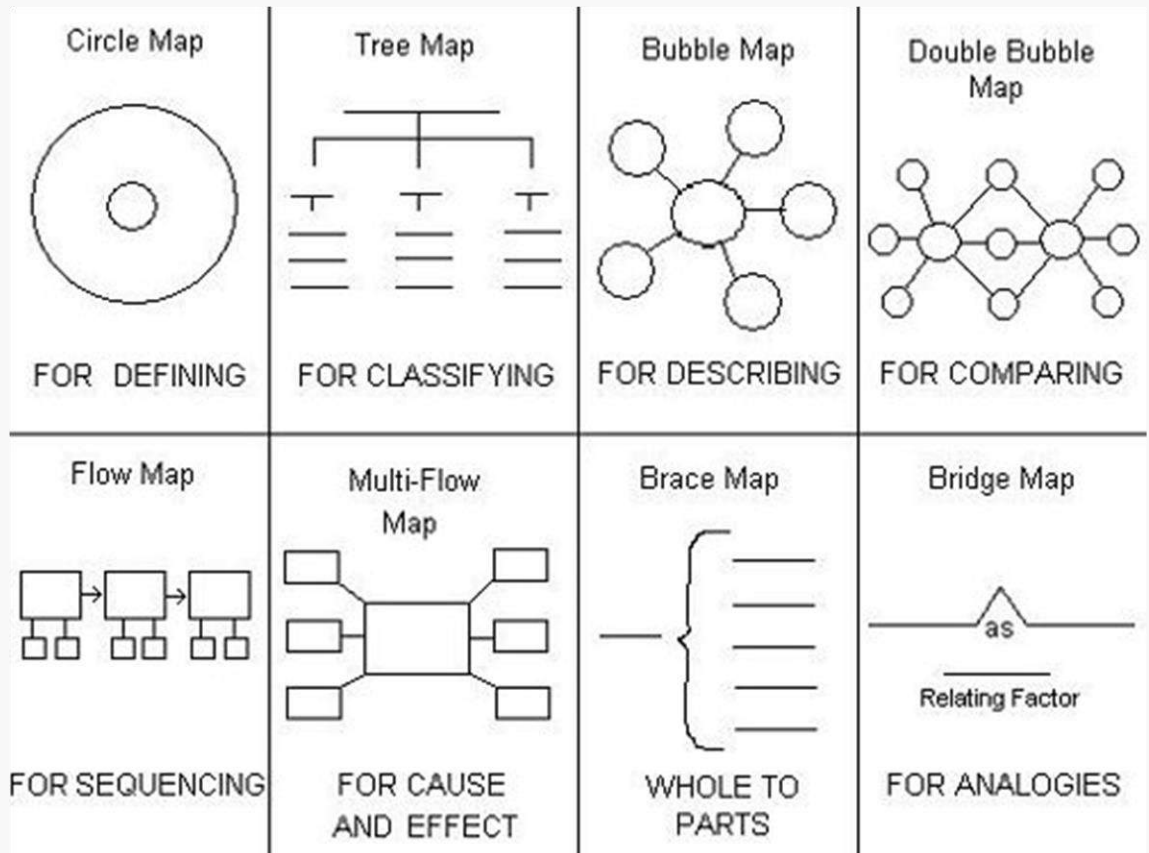 Circle Map
FOR DEFINING
Tree Map
FOR CLASSIFYING
Bubble Map
FOR DESCRIBING
Double Bubble
Map
FOR COMPARING
Flow Map
FOR SEQUENCING
Multi-Flow
Map
FOR CAUSE
AND EFFECT
Brace Map
WHOLE TO
PARTS
Bridge Map
as
Relating Factor
FOR ANALOGIES